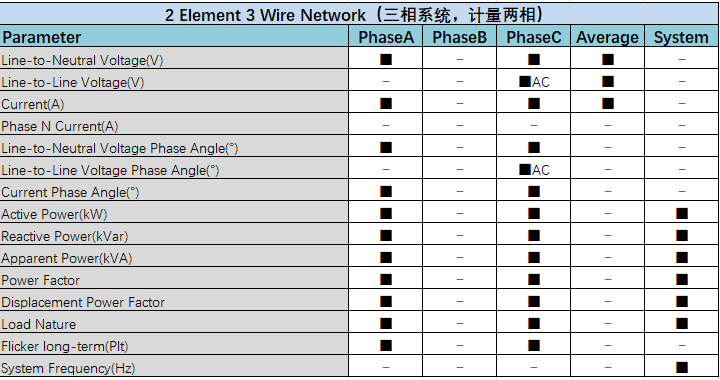 2 Element 3 Wire Network（三相系统，计量两相）
Parameter PhaseA PhaseB PhaseC Average System
Line-to-Neutral Voltage(V) ■ – ■ ■ –
Line-to-Line Voltage(V) – – ■AC ■ –
Current(A) ■ – ■ ■ –
Phase N Current(A) – – – – –
Line-to-Neutral Voltage Phase Angle(°) ■ – ■ – –
Line-to-Line Voltage Phase Angle(°) – – ■AC – –
Current Phase Angle(°) ■ – ■ – –
Active Power(kW) ■ – ■ – ■
Reactive Power(kVar) ■ – ■ – ■
Apparent Power(kVA) ■ – ■ – ■
Power Factor ■ – ■ – ■
Displacement Power Factor ■ – ■ – ■
Load Nature ■ – ■ – ■
Flicker long-term(Plt) ■ – ■ – –
System Frequency(Hz) – – – – ■